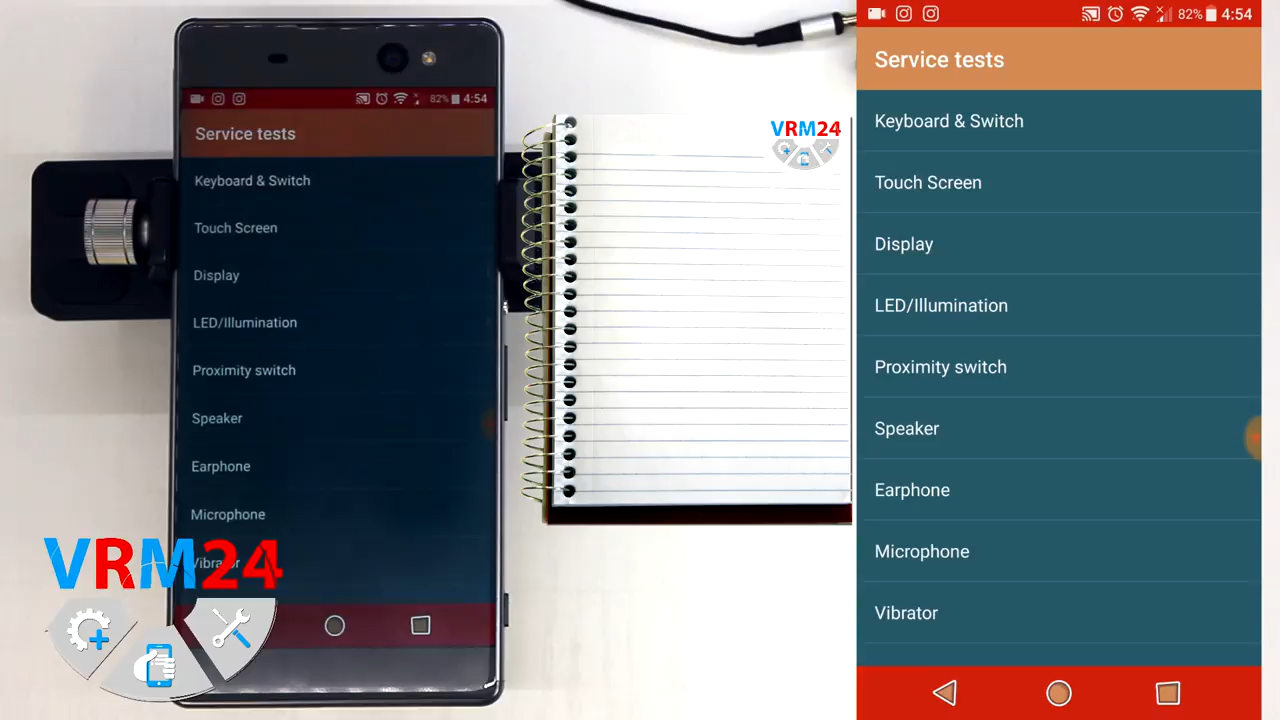 82% 4:54
Service tests
Keyboard & Switch
Touch Screen
Display
LED/Illumination
Proximity switch
Speaker
Earphone
Microphone
Vibrator
VRM24
VRM24
82% 4:54
Service tests
Keyboard & Switch
Touch Screen
Display
LED/Illumination
Proximity switch
Speaker
Earphone
Microphone
Vibrator